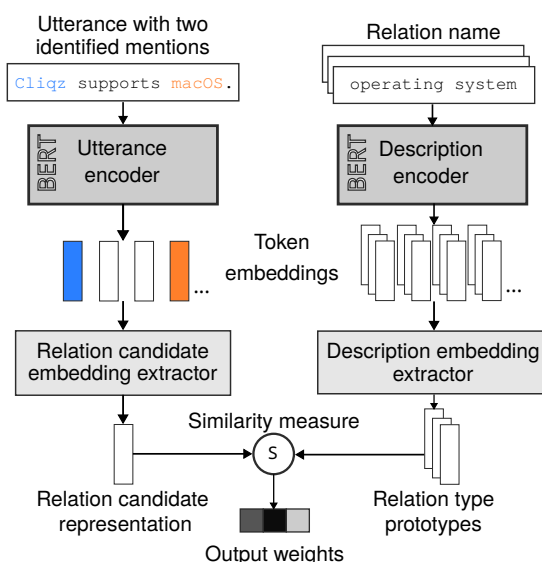 Utterance with two
identified mentions
Cliqz supports macOS.
BERT
Utterance
encoder
Relation name
operating system
BERT
Description
encoder
Token
embeddings
...
...
Relation candidate
embedding extractor
Description embedding
extractor
Similarity measure
S
Relation candidate
representation
Relation type
prototypes
Output weights